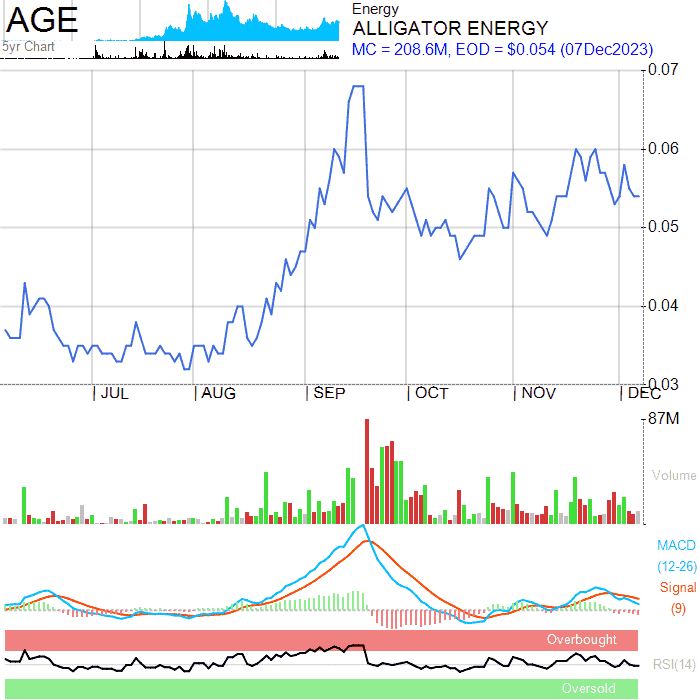 AGE
5yr Chart
Energy
ALLIGATOR ENERGY
MC = 208.6M, EOD = $0.054 (07Dec2023)
0.07
0.06
0.05
0.04
0.03
JUL AUG SEP OCT NOV DEC
87M
Volume
MACD
(12-26)
Signal
(9)
Overbought
RSI(14)
Oversold